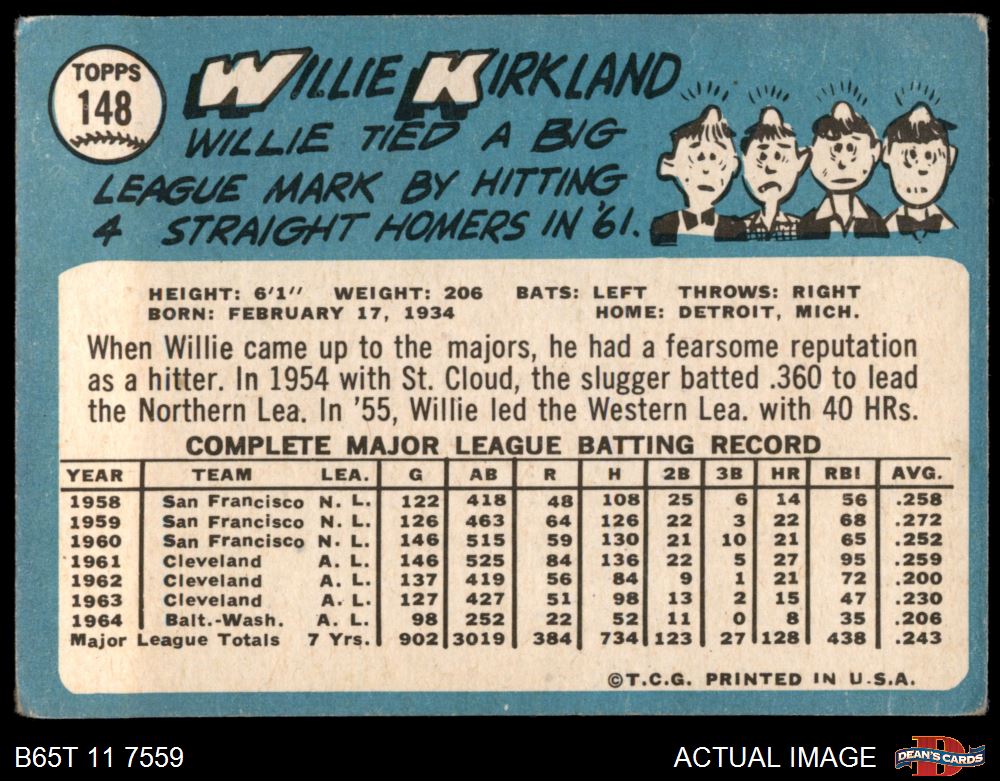 TOPPS
148
WILLIE KIRKLAND
WILLIE TIED A BIG
LEAGUE MARK BY HITTING
4 STRAIGHT HOMERS IN '61.
HEIGHT: 6'1" WEIGHT: 206 BATS: LEFT THROWS: RIGHT
BORN: FEBRUARY 17, 1934 HOME: DETROIT, MICH.
When Willie came up to the majors, he had a fearsome reputation
as a hitter. In 1954 with St. Cloud, the slugger batted .360 to lead
the Northern Lea. In '55, Willie led the Western Lea. with 40 HRs.
COMPLETE MAJOR LEAGUE BATTING RECORD
YEAR TEAM LEA. G AB R H 2B 3B HR RBI AVG.
1958 San Francisco N. L. 122 418 48 108 25 6 14 56 .258
1959 San Francisco N. L. 126 463 64 126 22 3 22 68 .272
1960 San Francisco N. L. 146 515 59 130 21 10 21 65 .252
1961 Cleveland A. L. 146 525 84 136 22 5 27 95 .259
1962 Cleveland A. L. 137 419 56 84 9 1 21 72 .200
1963 Cleveland A. L. 127 427 51 98 13 2 15 47 .230
1964 Balt.-Wash. A. L. 98 252 22 52 11 0 8 35 .206
Major League Totals 7 Yrs. 902 3019 384 734 123 27 128 438 .243
©T.C.G. PRINTED IN U.S.A.
B65T 11 7559 ACTUAL IMAGE DEAN'S CARDS